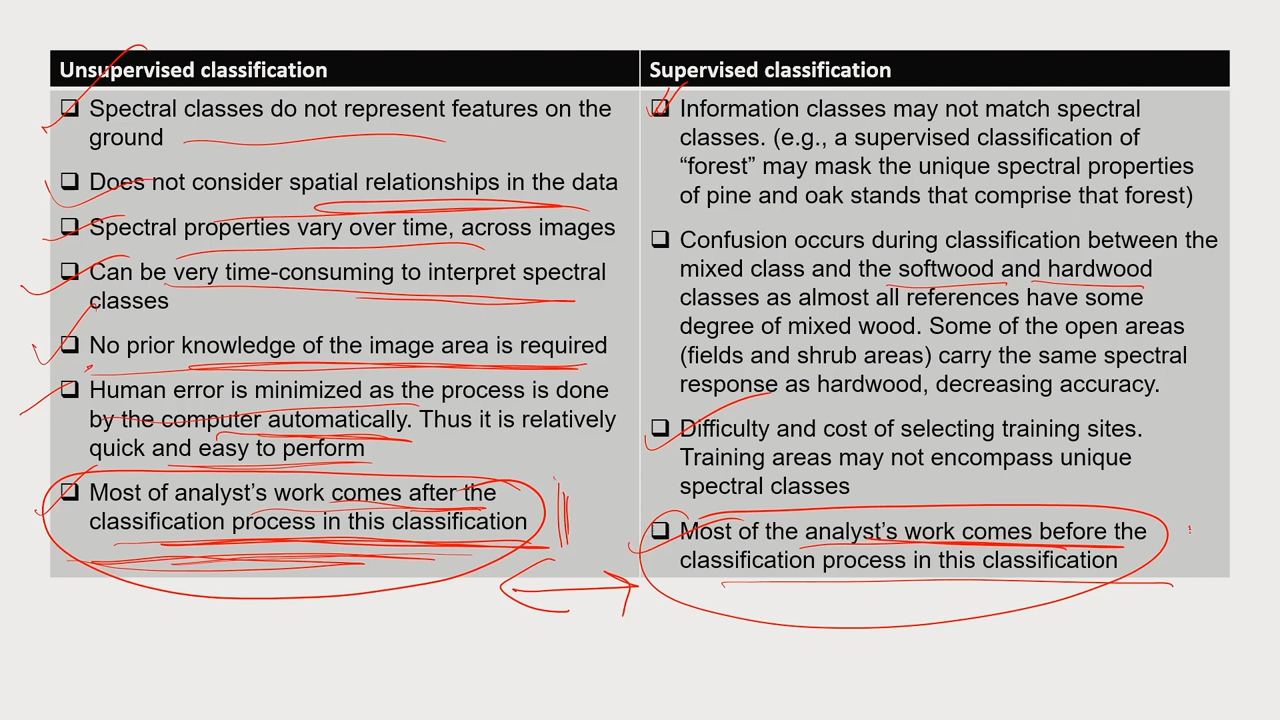 Unsupervised classification
❑ Spectral classes do not represent features on the
ground
❑ Does not consider spatial relationships in the data
❑ Spectral properties vary over time, across images
❑ Can be very time-consuming to interpret spectral
classes
❑ No prior knowledge of the image area is required
❑ Human error is minimized as the process is done
by the computer automatically. Thus it is relatively
quick and easy to perform
❑ Most of analyst’s work comes after the
classification process in this classification
Supervised classification
❑ Information classes may not match spectral
classes. (e.g., a supervised classification of
“forest” may mask the unique spectral properties
of pine and oak stands that comprise that forest)
❑ Confusion occurs during classification between the
mixed class and the softwood and hardwood
classes as almost all references have some
degree of mixed wood. Some of the open areas
(fields and shrub areas) carry the same spectral
response as hardwood, decreasing accuracy.
❑ Difficulty and cost of selecting training sites.
Training areas may not encompass unique
spectral classes
❑ Most of the analyst’s work comes before the
classification process in this classification